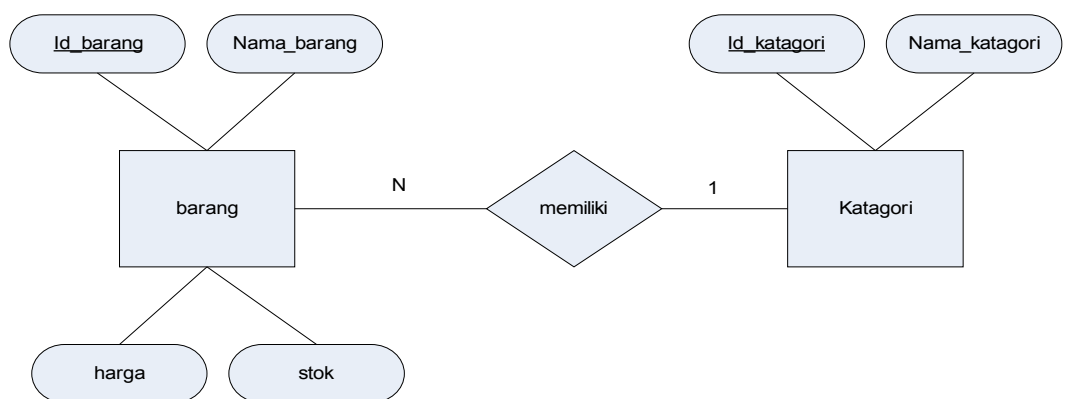 Id_barang
Nama_barang
Id_katagori
Nama_katagori
barang
N
memiliki
1
Katagori
harga
stok